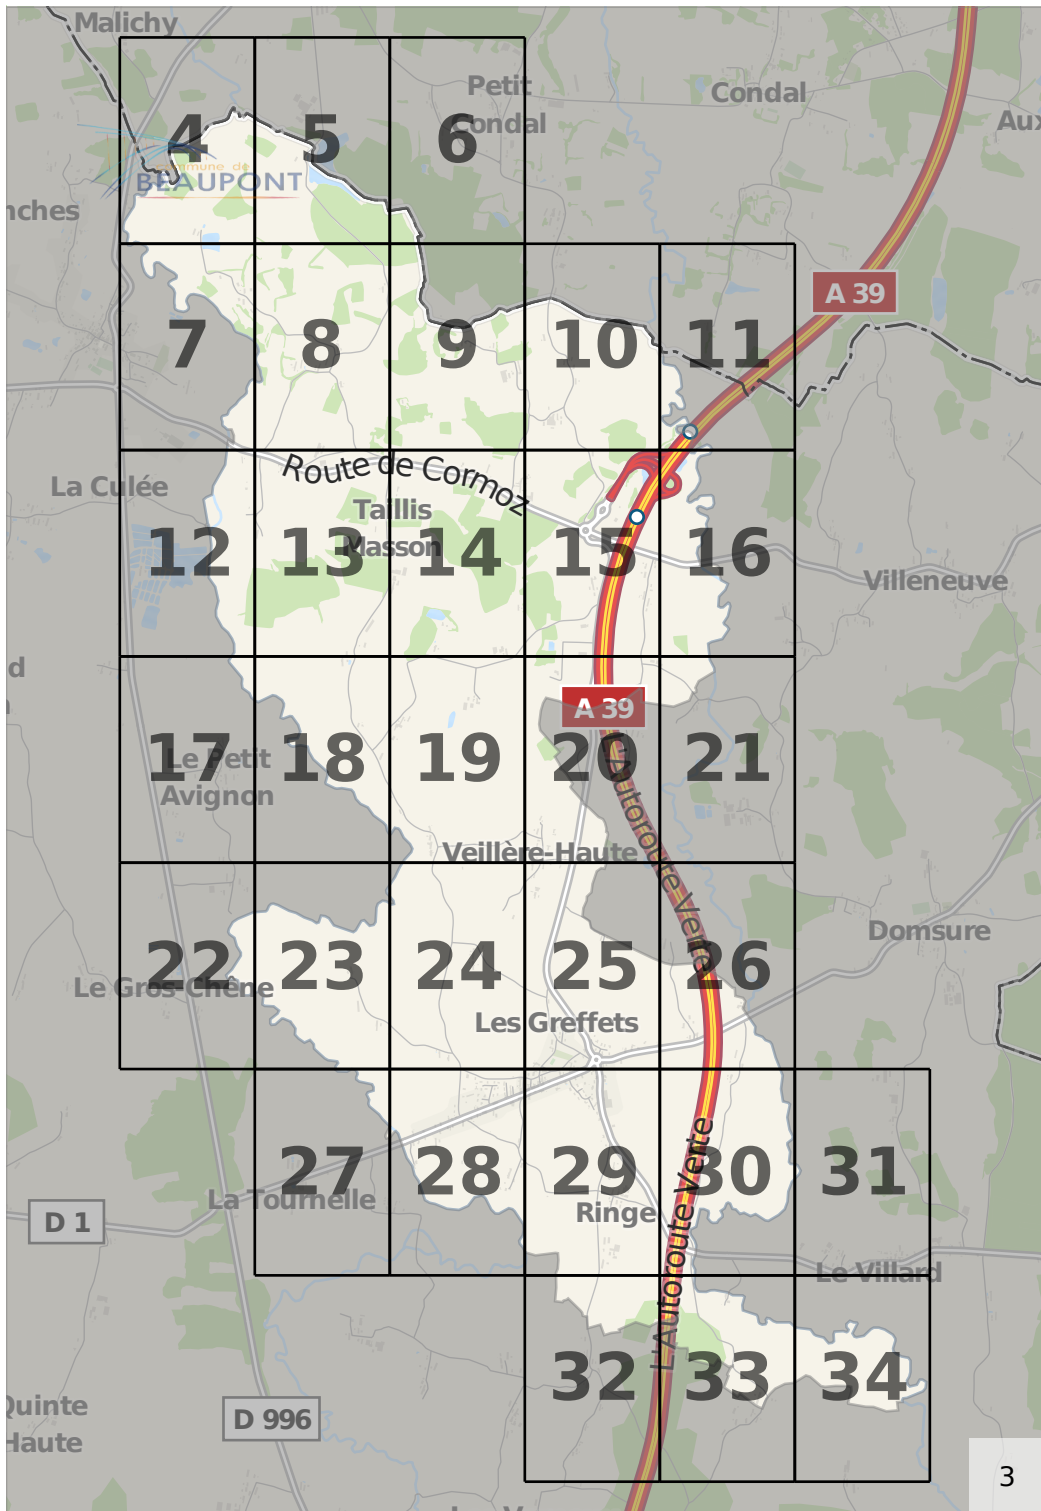 Malichy
Petit
Condal
Condal
Aux
4
5
6
commune de
BEAUPONT
nches
A 39
7
8
9
10
11
Route de Cormoz
La Culée
Taillis
Masson
12
13
14
15
16
Villeneuve
d
A 39
17
18
19
20
21
Le Petit
Avignon
L'Autoroute Verte
Veillère-Haute
Domsure
22
23
24
25
26
Le Gros-Chêne
Les Greffets
27
28
29
30
31
La Tournelle
Ringe
D 1
L'Autoroute Verte
Le Villard
32
33
34
Quinte
Haute
D 996
3